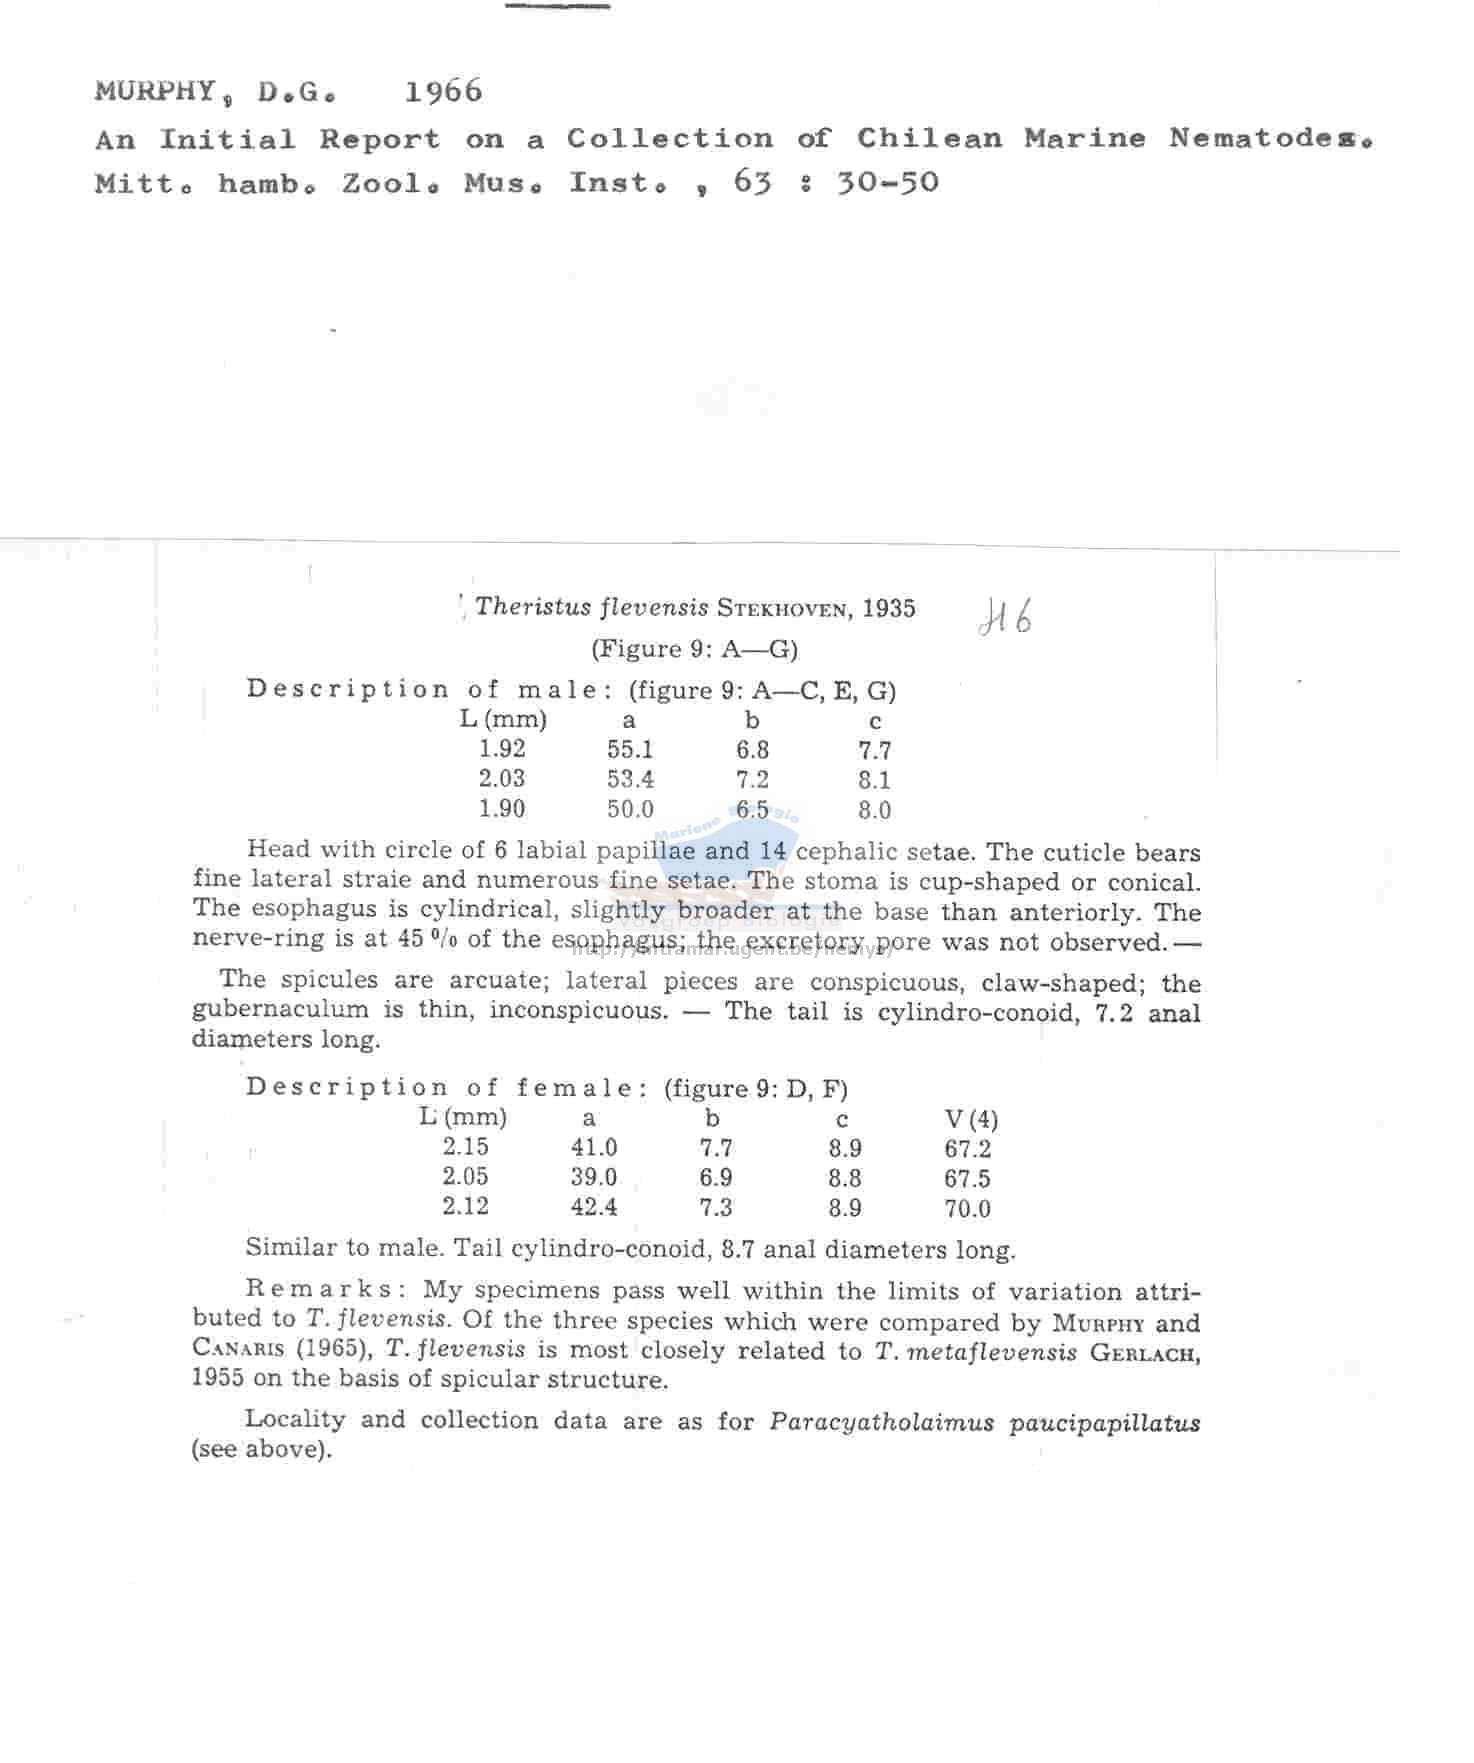 MURPHY, D.G. 1966
An Initial Report on a Collection of Chilean Marine Nematodes.
Mitt. hamb. Zool. Mus. Inst. , 63 : 30-50
Theristus flevensis STEKHOVEN, 1935
H6
(Figure 9: A—G)
Description of male: (figure 9: A—C, E, G)
L (mm) a b c
1.92 55.1 6.8 7.7
2.03 53.4 7.2 8.1
1.90 50.0 6.5 8.0
Head with circle of 6 labial papillae and 14 cephalic setae. The cuticle bears
fine lateral straie and numerous fine setae. The stoma is cup-shaped or conical.
The esophagus is cylindrical, slightly broader at the base than anteriorly. The
nerve-ring is at 45 % of the esophagus; the excretory pore was not observed. —
The spicules are arcuate; lateral pieces are conspicuous, claw-shaped; the
gubernaculum is thin, inconspicuous. — The tail is cylindro-conoid, 7.2 anal
diameters long.
Description of female: (figure 9: D, F)
L (mm) a b c V (4)
2.15 41.0 7.7 8.9 67.2
2.05 39.0 6.9 8.8 67.5
2.12 42.4 7.3 8.9 70.0
Similar to male. Tail cylindro-conoid, 8.7 anal diameters long.
Remarks: My specimens pass well within the limits of variation attri-
buted to T. flevensis. Of the three species which were compared by MURPHY and
CANARIS (1965), T. flevensis is most closely related to T. metaflevensis GERLACH,
1955 on the basis of spicular structure.
Locality and collection data are as for Paracyatholaimus paucipapillatus
(see above).